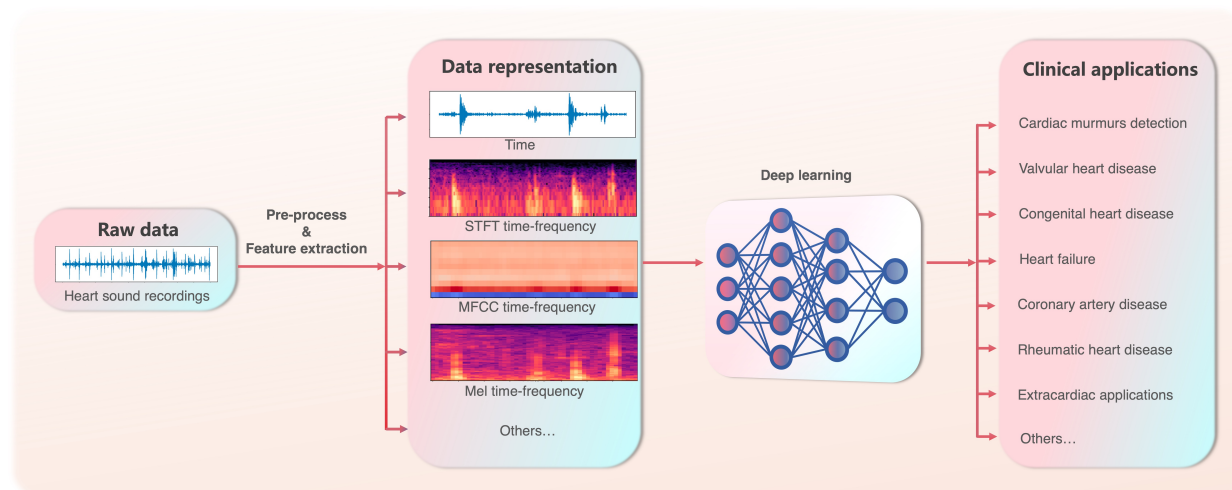 Raw data
Heart sound recordings
Pre-process
&
Feature extraction
Data representation
Time
STFT time-frequency
MFCC time-frequency
Mel time-frequency
Others…
Deep learning
Clinical applications
Cardiac murmurs detection
Valvular heart disease
Congenital heart disease
Heart failure
Coronary artery disease
Rheumatic heart disease
Extracardiac applications
Others…